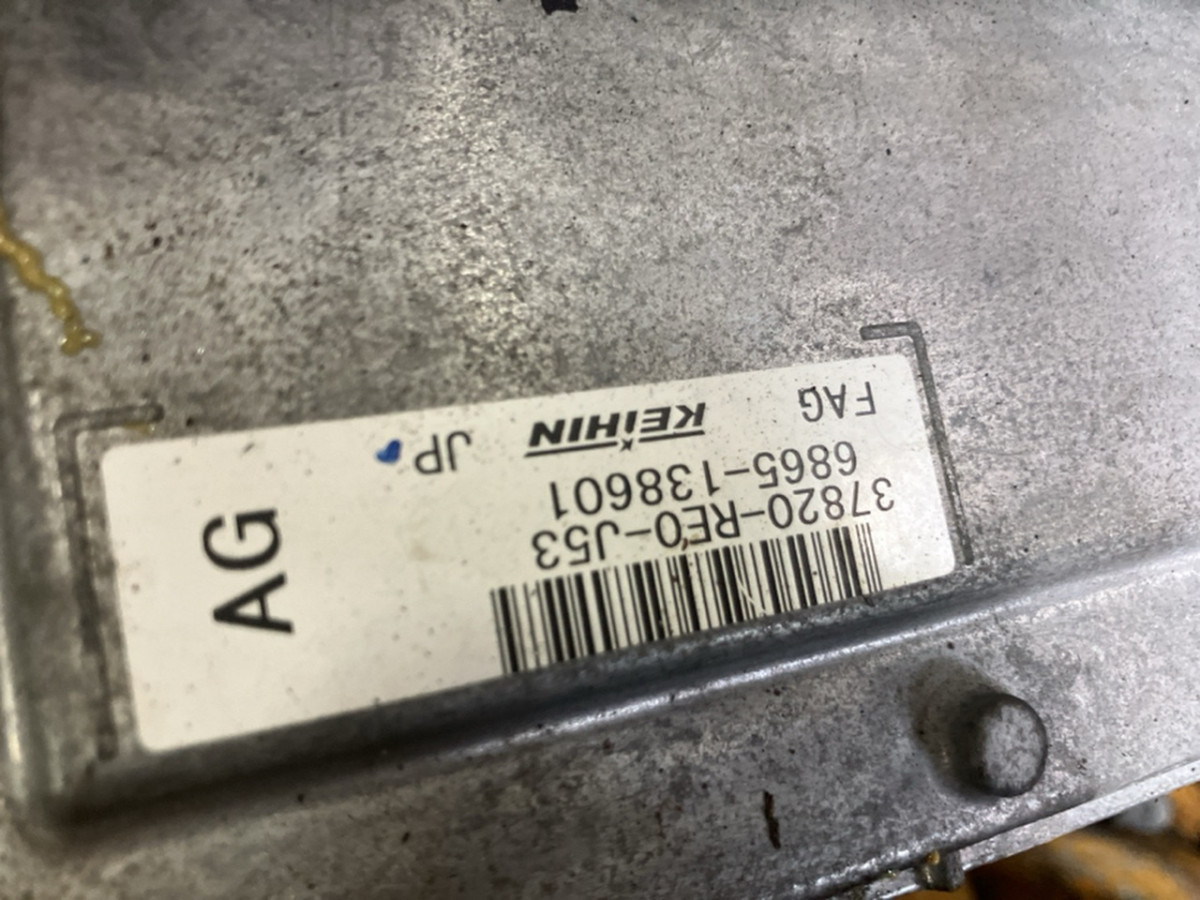 37820-RE0-J53
6865-138601
FAG KEIHIN JP
AG